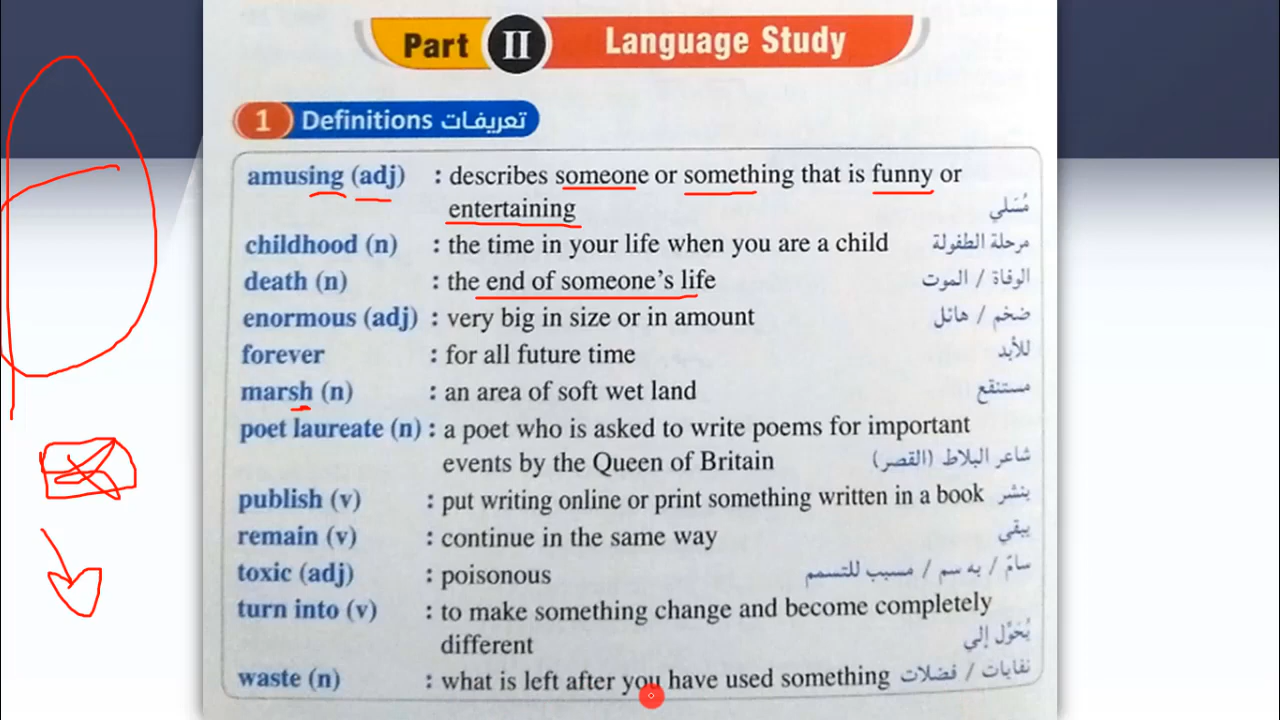 Part II Language Study
1 Definitions تعريفات
amusing (adj) : describes someone or something that is funny or
entertaining مُسَلي
childhood (n) : the time in your life when you are a child مرحلة الطفولة
death (n) : the end of someone's life الوفاة / الموت
enormous (adj) : very big in size or in amount ضخم / هائل
forever : for all future time للأبد
marsh (n) : an area of soft wet land مستنقع
poet laureate (n) : a poet who is asked to write poems for important
events by the Queen of Britain شاعر البلاط (القصر)
publish (v) : put writing online or print something written in a book ينشر
remain (v) : continue in the same way يبقي
toxic (adj) : poisonous سامّ / به سم / مسبب للتسمم
turn into (v) : to make something change and become completely
different يُحَوِّل إلي
waste (n) : what is left after you have used something نفايات / فضلات